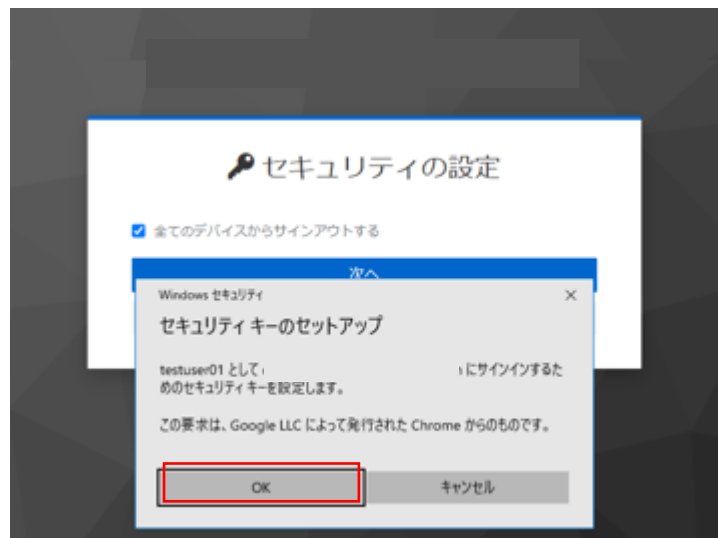 セキュリティの設定
全てのデバイスからサインアウトする
次へ
Windows セキュリティ
セキュリティ キーのセットアップ
testuser01 として にサインインするた
めのセキュリティ キーを設定します。
この要求は、Google LLC によって発行された Chrome からのものです。
OK キャンセル